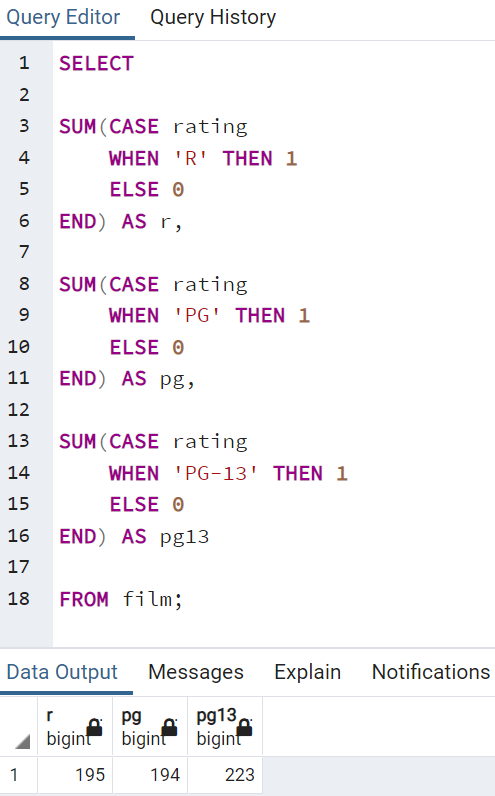 Query Editor Query History
1 SELECT
2
3 SUM(CASE rating
4 WHEN 'R' THEN 1
5 ELSE 0
6 END) AS r,
7
8 SUM(CASE rating
9 WHEN 'PG' THEN 1
10 ELSE 0
11 END) AS pg,
12
13 SUM(CASE rating
14 WHEN 'PG-13' THEN 1
15 ELSE 0
16 END) AS pg13
17
18 FROM film;
Data Output Messages Explain Notifications
r pg pg13
bigint bigint bigint
1 195 194 223